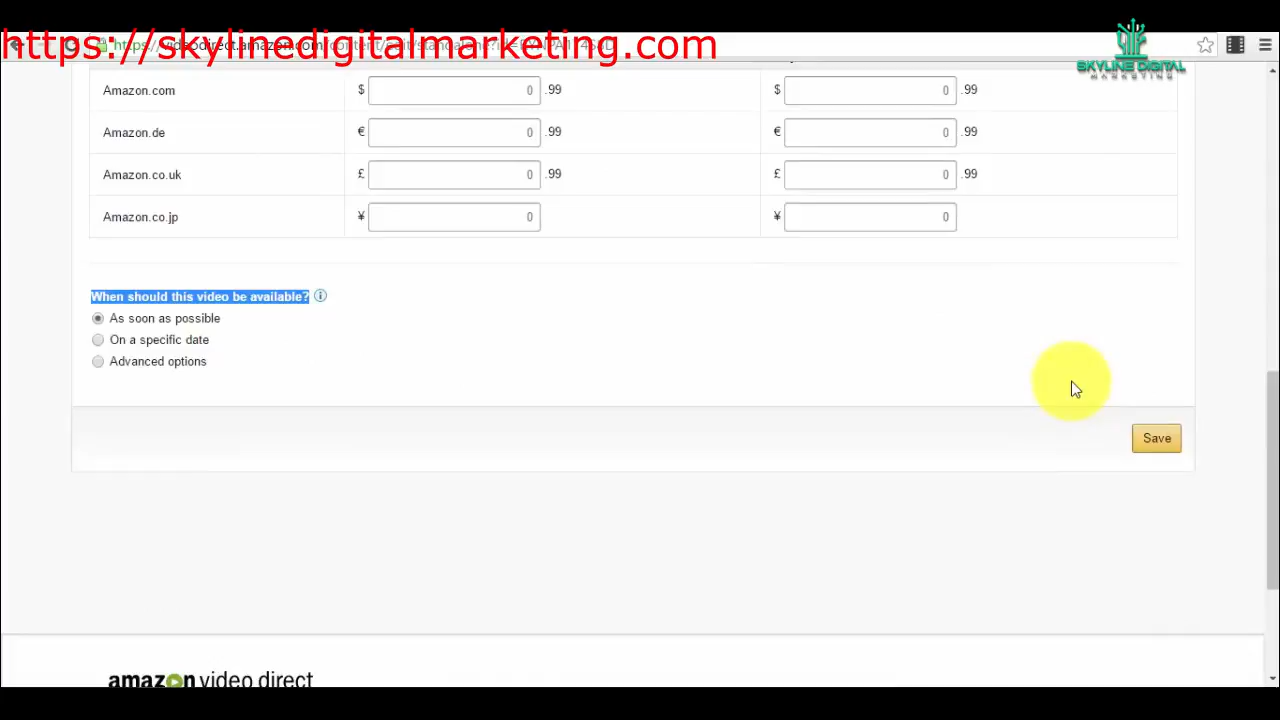 https://skylinedigitalmarketing.com
SKYLINE DIGITAL
MARKETING
Amazon.com $ 0 .99 $ 0 .99
Amazon.de € 0 .99 € 0 .99
Amazon.co.uk £ 0 .99 £ 0 .99
Amazon.co.jp ¥ 0 ¥ 0
When should this video be available?
As soon as possible
On a specific date
Advanced options
Save
amazon video direct